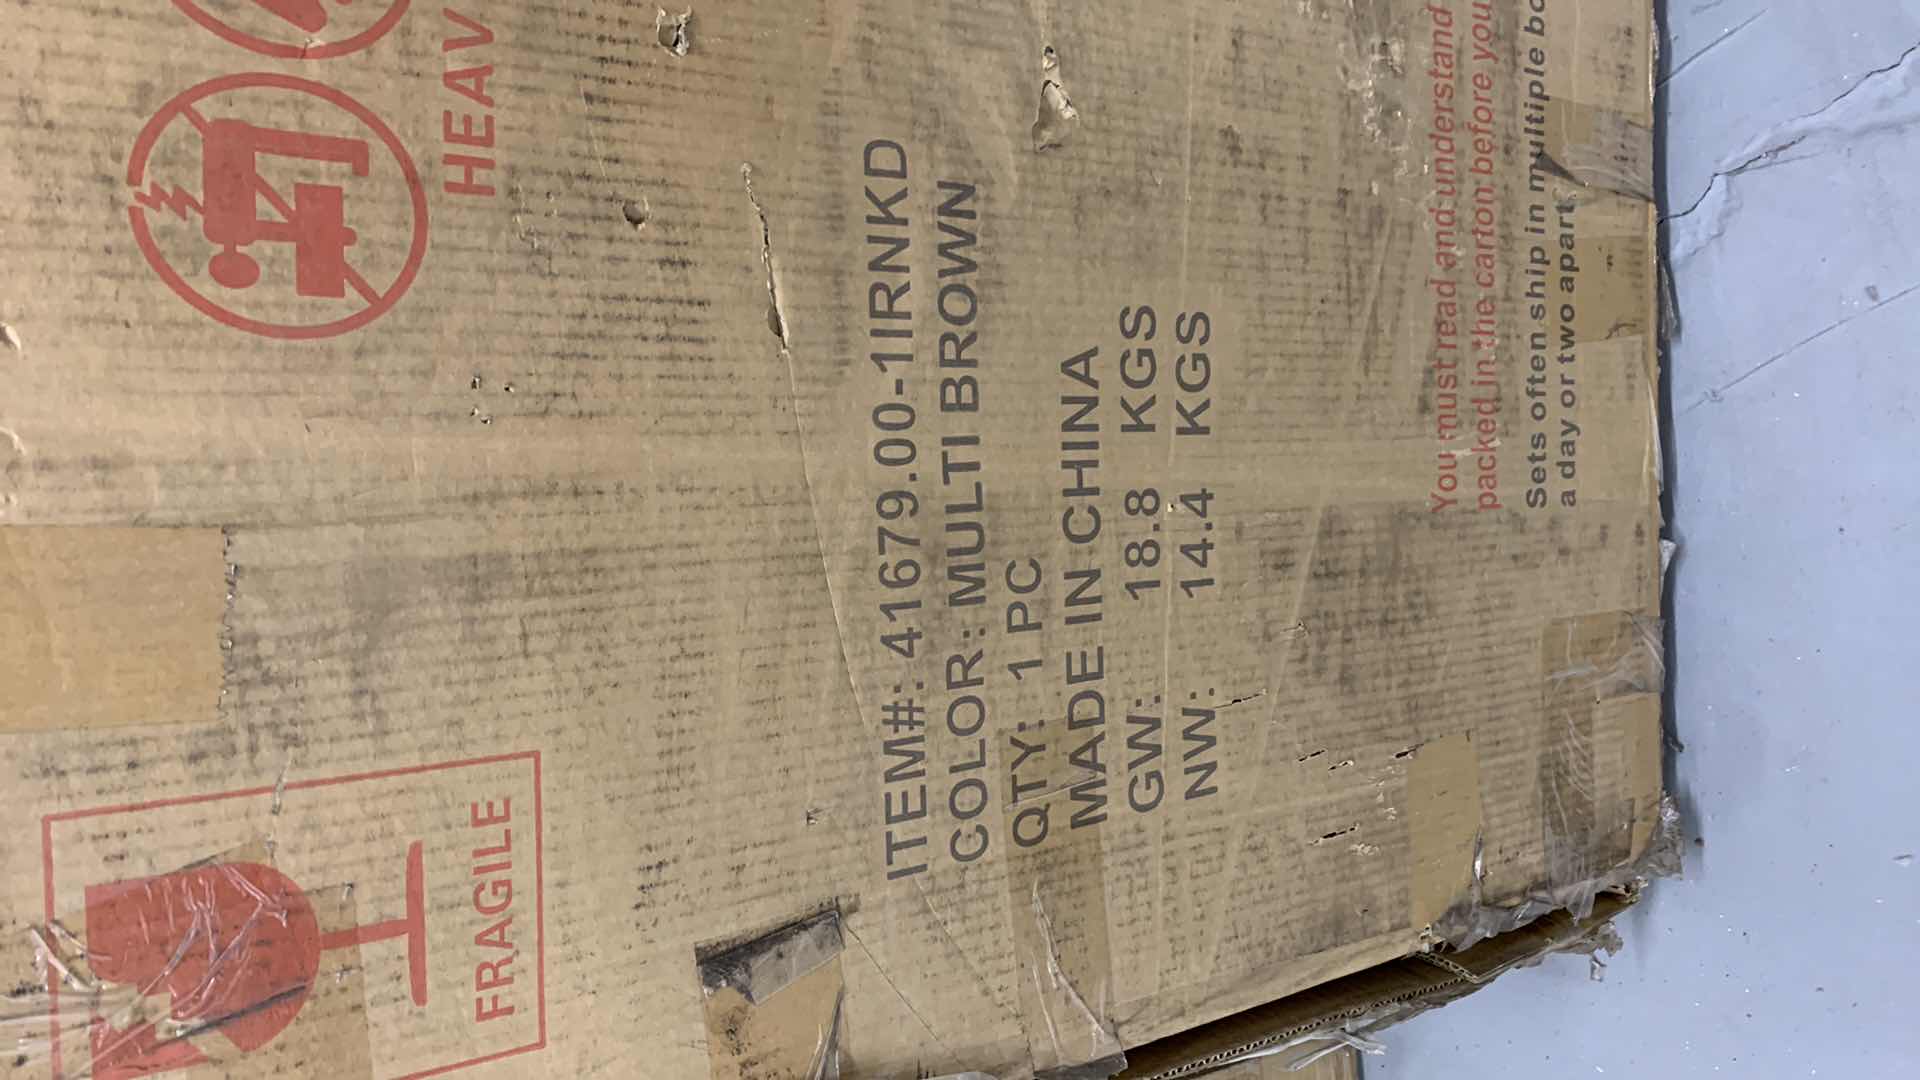 HEAV
FRAGILE
ITEM#: 41679.00-1IRNKD
COLOR: MULTI BROWN
QTY: 1 PC
MADE IN CHINA
GW: 18.8 KGS
NW: 14.4 KGS
You must read and understand
packed in the carton before you
Sets often ship in multiple bo
a day or two apart.